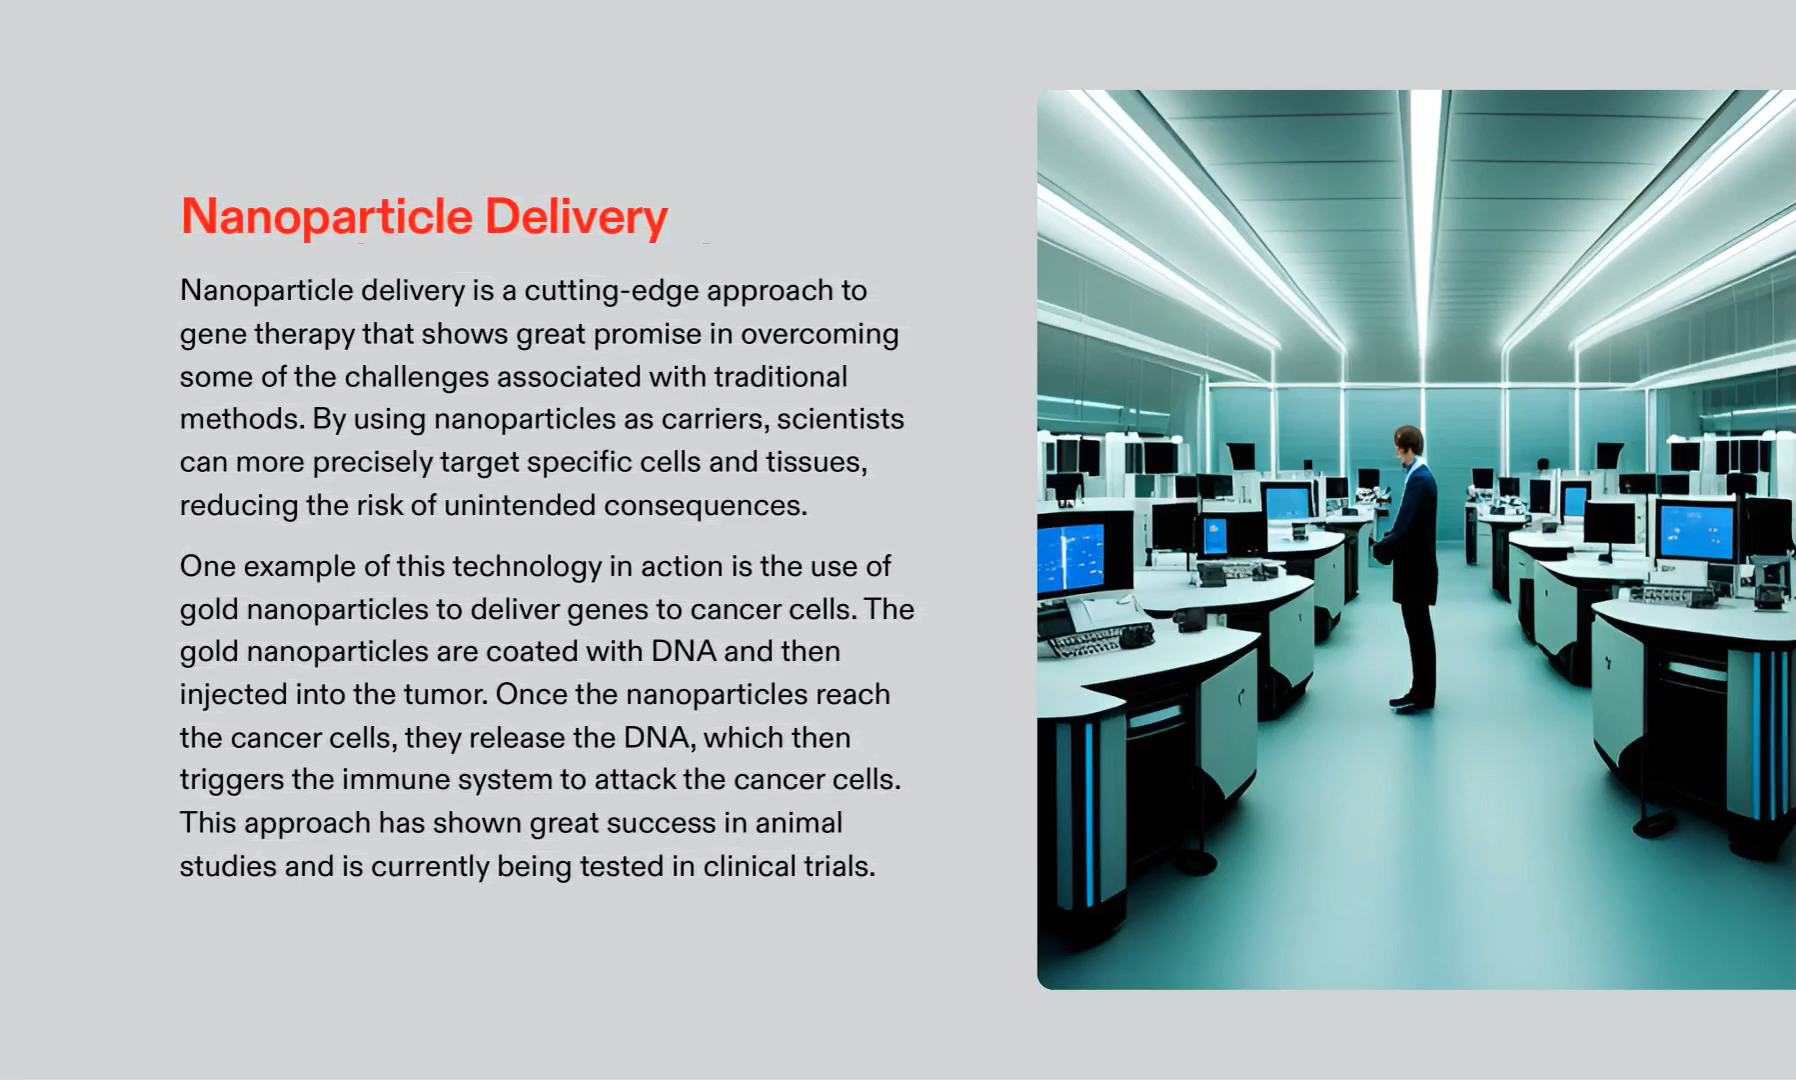 Nanoparticle Delivery
Nanoparticle delivery is a cutting-edge approach to
gene therapy that shows great promise in overcoming
some of the challenges associated with traditional
methods. By using nanoparticles as carriers, scientists
can more precisely target specific cells and tissues,
reducing the risk of unintended consequences.
One example of this technology in action is the use of
gold nanoparticles to deliver genes to cancer cells. The
gold nanoparticles are coated with DNA and then
injected into the tumor. Once the nanoparticles reach
the cancer cells, they release the DNA, which then
triggers the immune system to attack the cancer cells.
This approach has shown great success in animal
studies and is currently being tested in clinical trials.